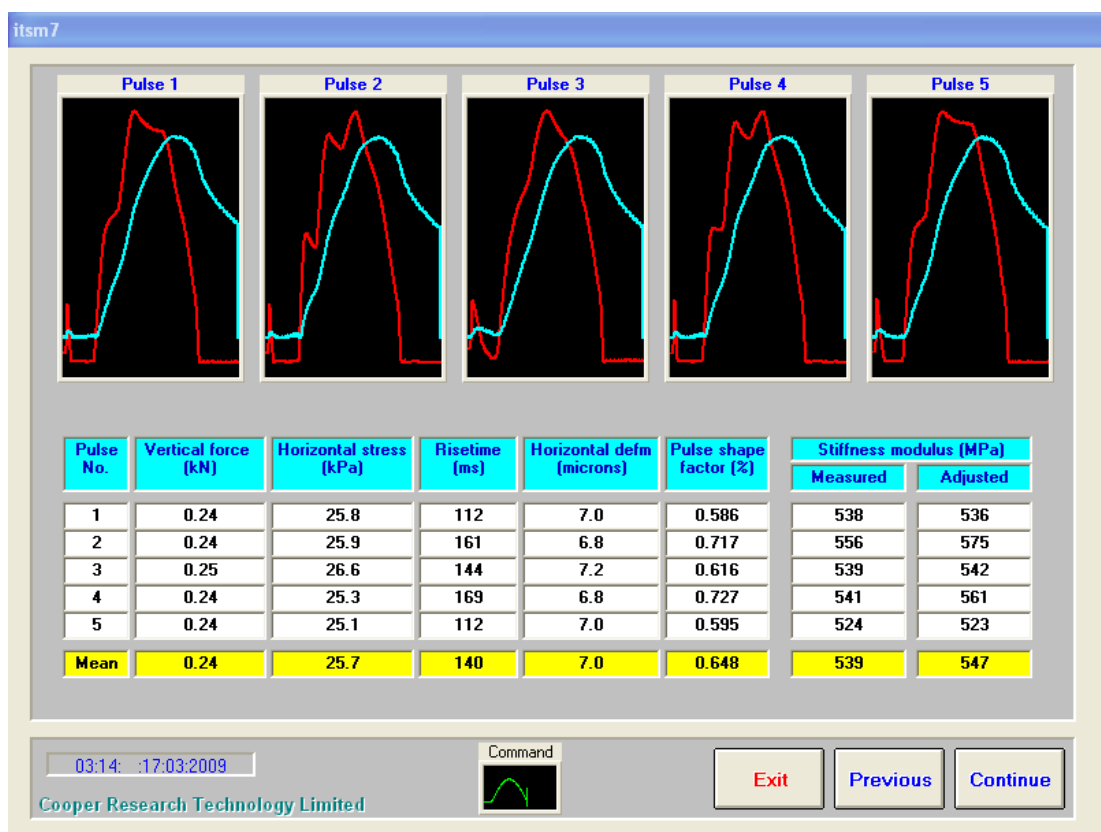 itsm7
Pulse 1 Pulse 2 Pulse 3 Pulse 4 Pulse 5
Pulse No. Vertical force (kN) Horizontal stress (kPa) Risetime (ms) Horizontal defm (microns) Pulse shape factor (%) Stiffness modulus (MPa)
Measured Adjusted
1 0.24 25.8 112 7.0 0.586 538 536
2 0.24 25.9 161 6.8 0.717 556 575
3 0.25 26.6 144 7.2 0.616 539 542
4 0.24 25.3 169 6.8 0.727 541 561
5 0.24 25.1 112 7.0 0.595 524 523
Mean 0.24 25.7 140 7.0 0.648 539 547
03:14: :17:03:2009
Cooper Research Technology Limited
Command
Exit Previous Continue